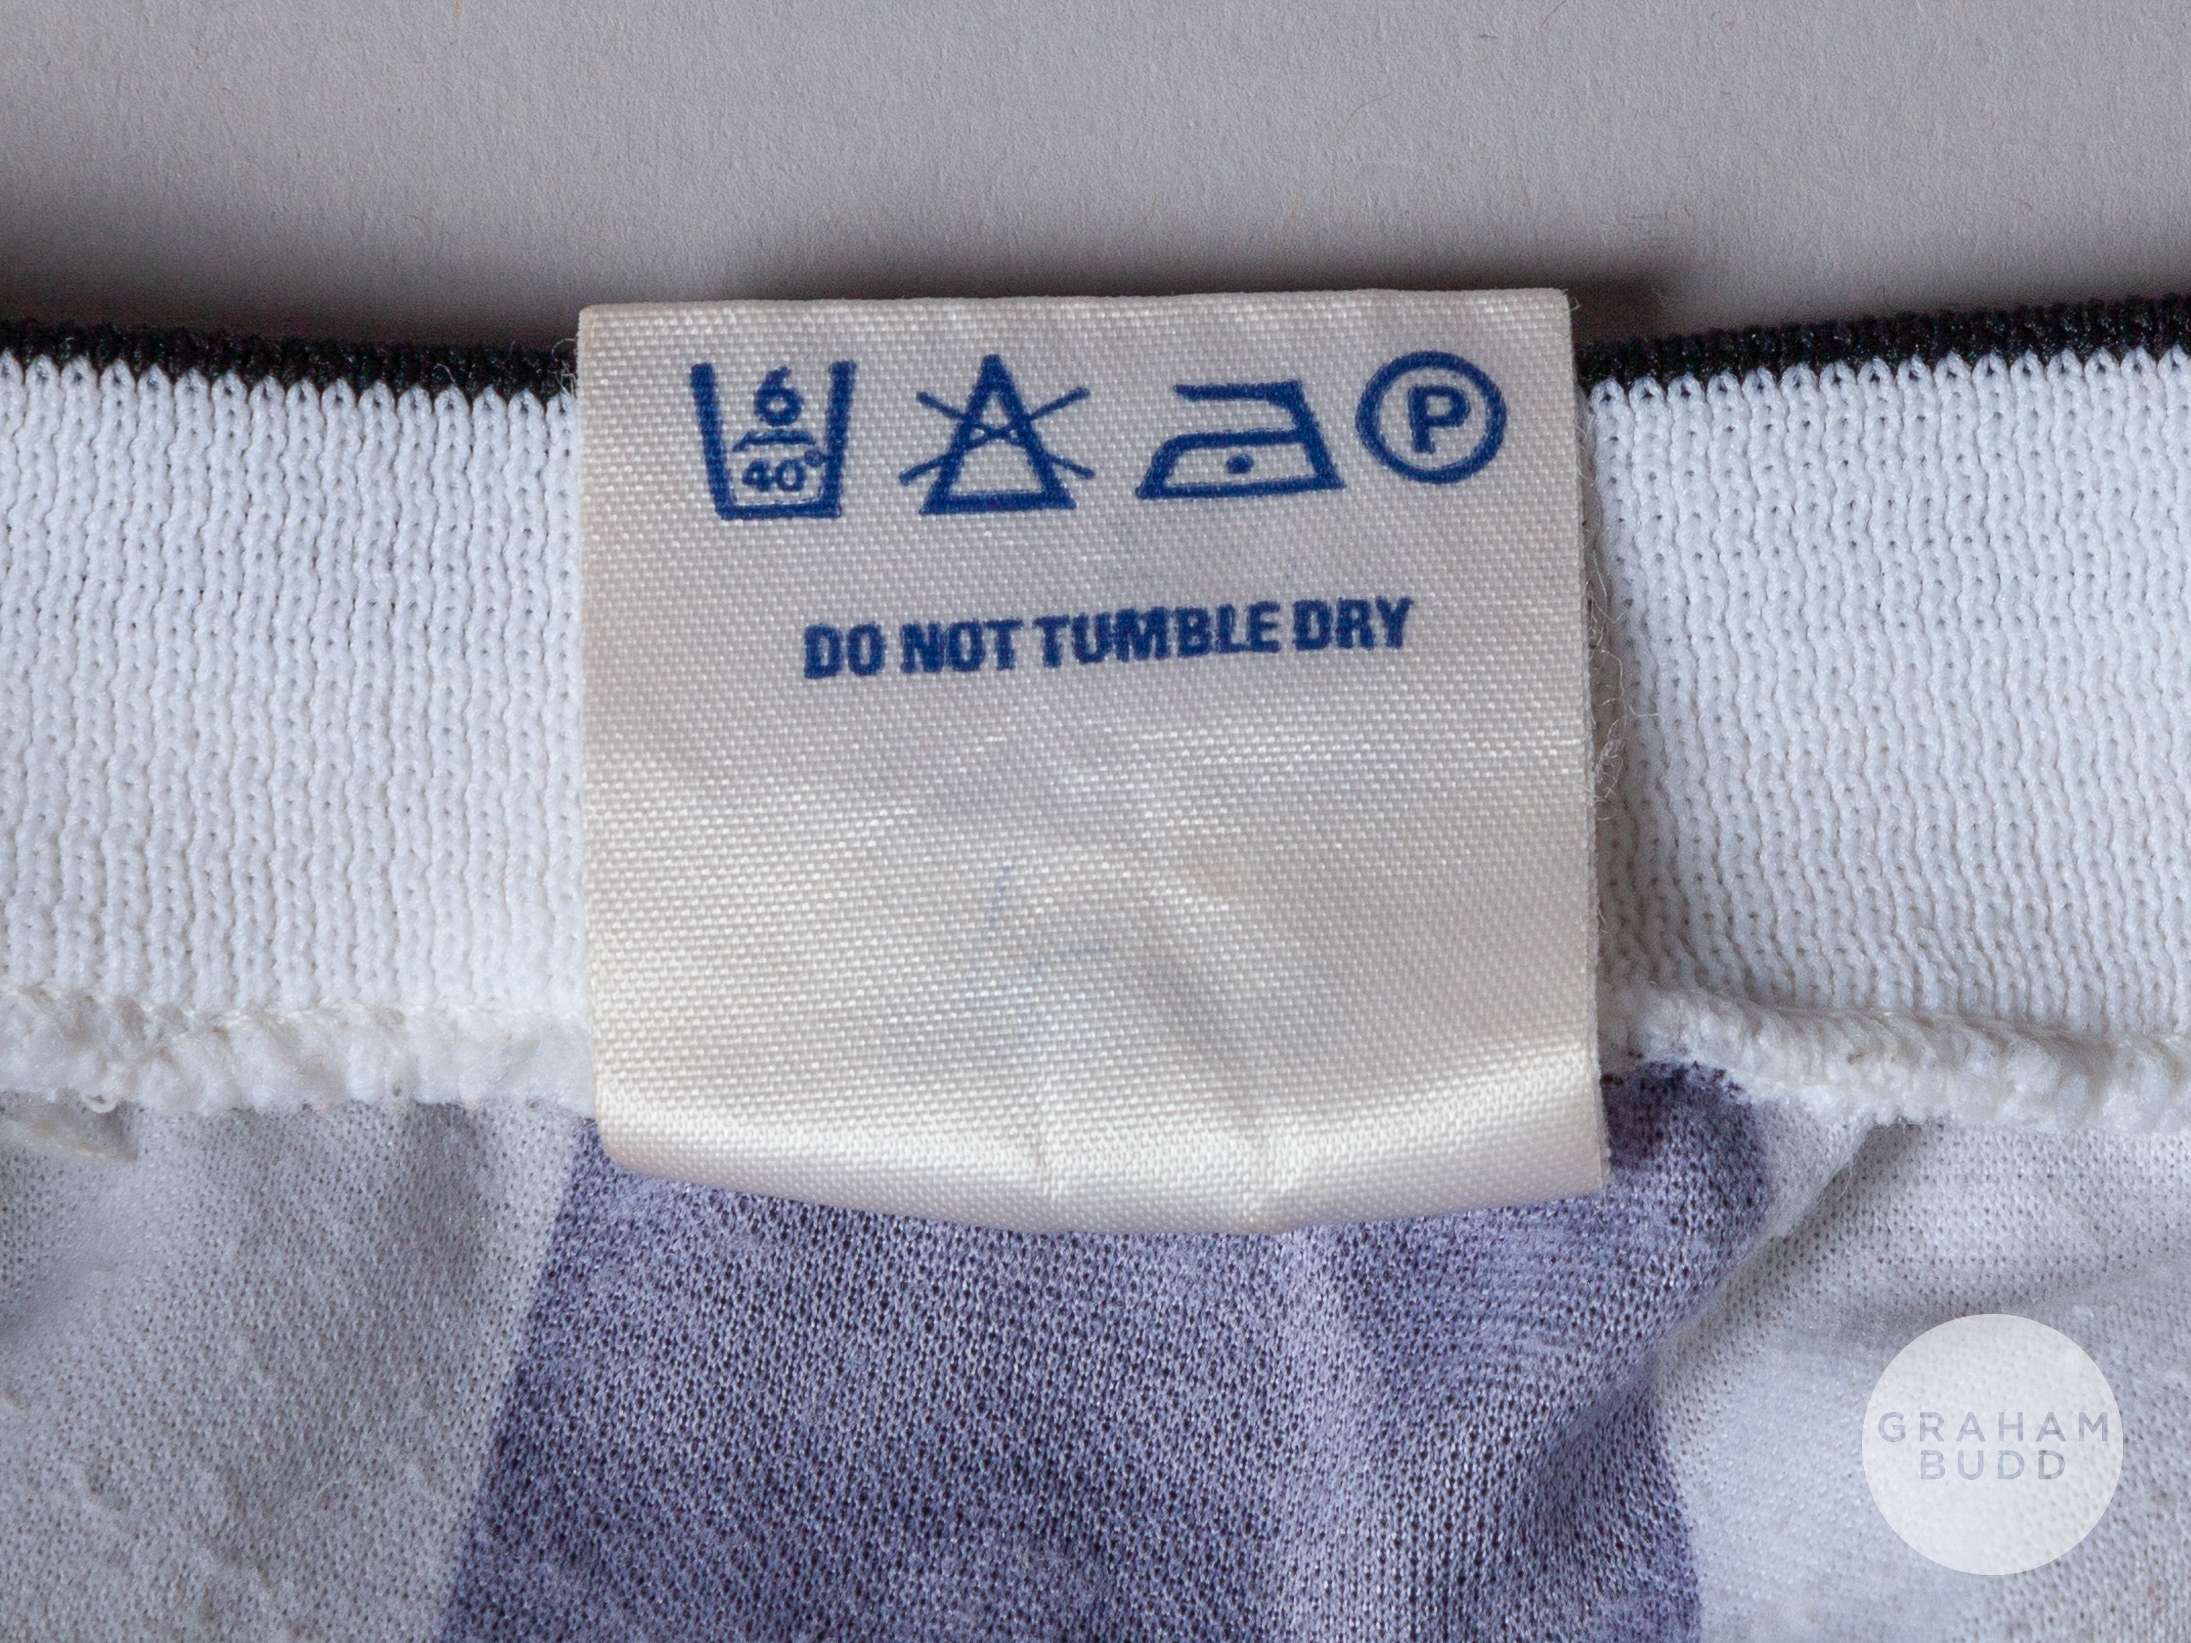 6
40°
P
DO NOT TUMBLE DRY
GRAHAM
BUDD